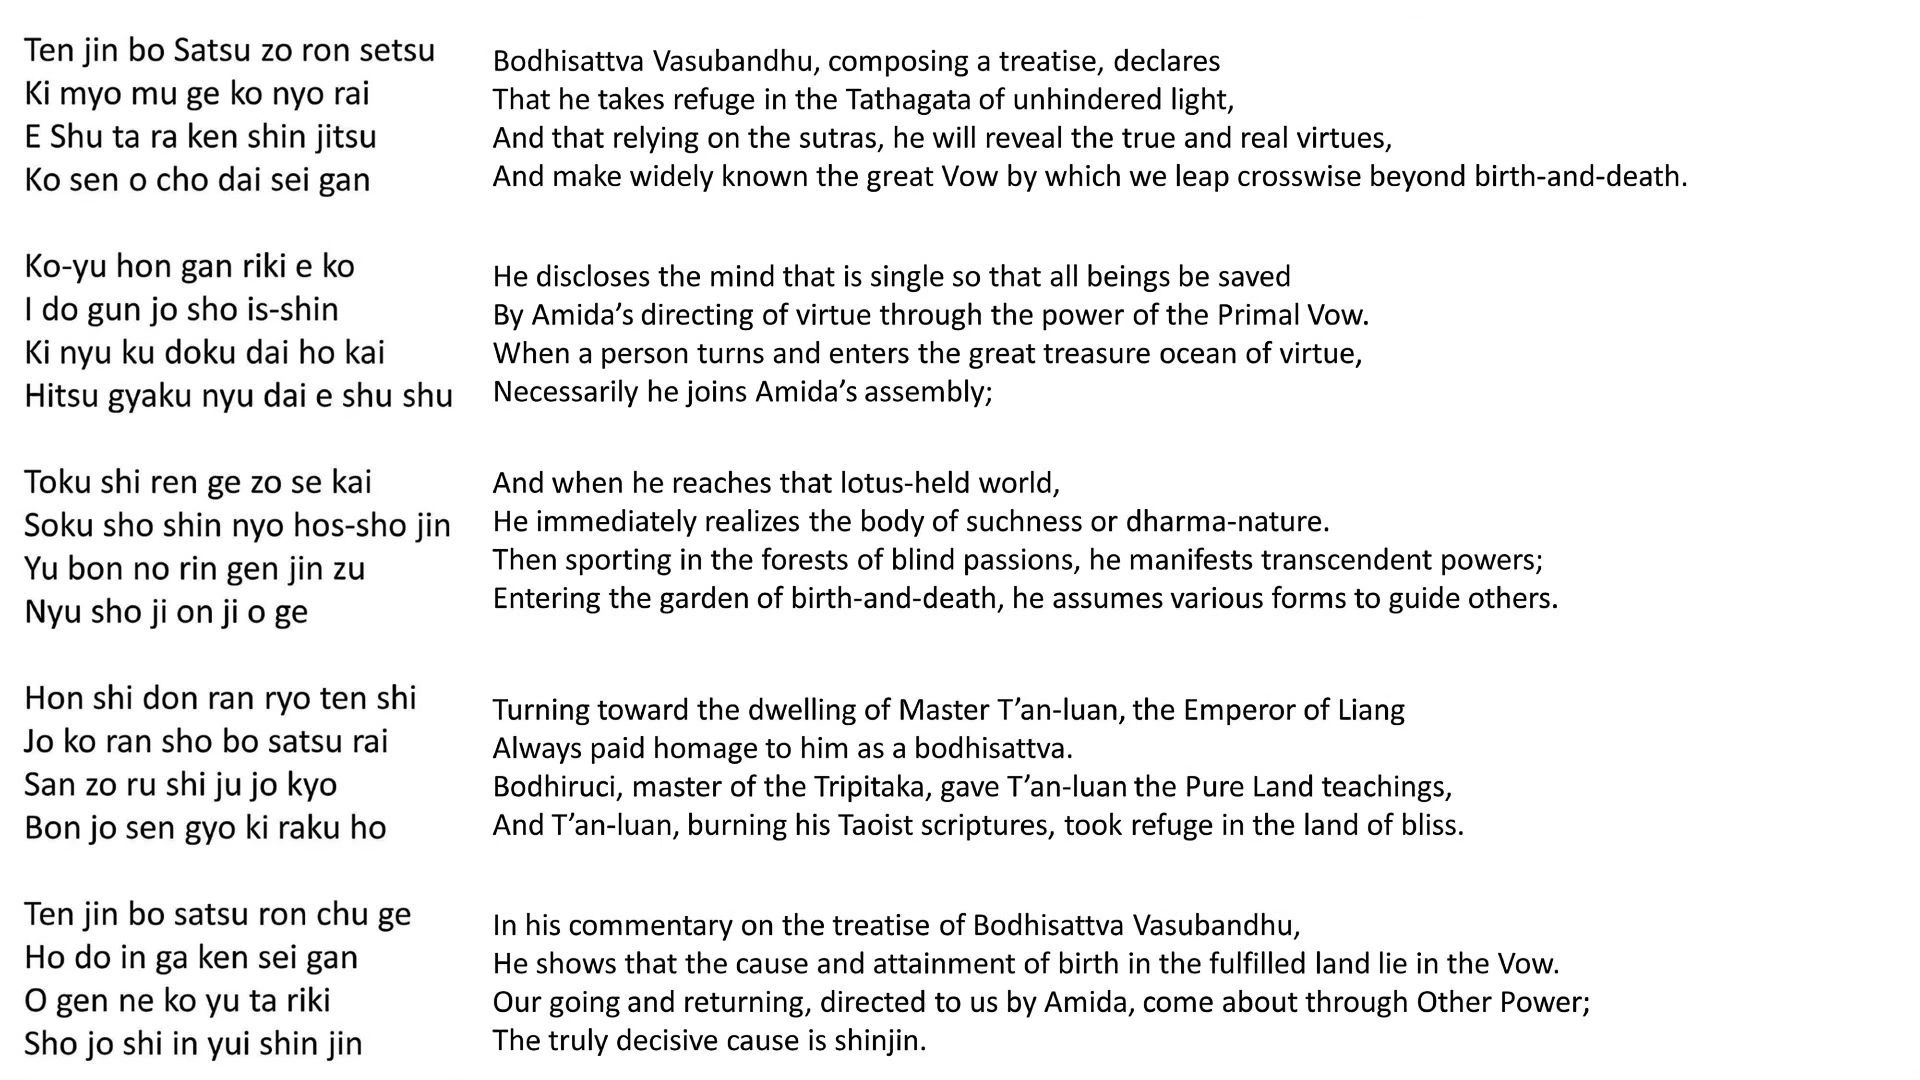 Ten jin bo Satsu zo ron setsu
Ki myo mu ge ko nyo rai
E Shu ta ra ken shin jitsu
Ko sen o cho dai sei gan
Bodhisattva Vasubandhu, composing a treatise, declares
That he takes refuge in the Tathagata of unhindered light,
And that relying on the sutras, he will reveal the true and real virtues,
And make widely known the great Vow by which we leap crosswise beyond birth-and-death.
Ko-yu hon gan riki e ko
I do gun jo sho is-shin
Ki nyu ku doku dai ho kai
Hitsu gyaku nyu dai e shu shu
He discloses the mind that is single so that all beings be saved
By Amida’s directing of virtue through the power of the Primal Vow.
When a person turns and enters the great treasure ocean of virtue,
Necessarily he joins Amida’s assembly;
Toku shi ren ge zo se kai
Soku sho shin nyo hos-sho jin
Yu bon no rin gen jin zu
Nyu sho ji on ji o ge
And when he reaches that lotus-held world,
He immediately realizes the body of suchness or dharma-nature.
Then sporting in the forests of blind passions, he manifests transcendent powers;
Entering the garden of birth-and-death, he assumes various forms to guide others.
Hon shi don ran ryo ten shi
Jo ko ran sho bo satsu rai
San zo ru shi ju jo kyo
Bon jo sen gyo ki raku ho
Turning toward the dwelling of Master T’an-luan, the Emperor of Liang
Always paid homage to him as a bodhisattva.
Bodhiruci, master of the Tripitaka, gave T’an-luan the Pure Land teachings,
And T’an-luan, burning his Taoist scriptures, took refuge in the land of bliss.
Ten jin bo satsu ron chu ge
Ho do in ga ken sei gan
O gen ne ko yu ta riki
Sho jo shi in yui shin jin
In his commentary on the treatise of Bodhisattva Vasubandhu,
He shows that the cause and attainment of birth in the fulfilled land lie in the Vow.
Our going and returning, directed to us by Amida, come about through Other Power;
The truly decisive cause is shinjin.